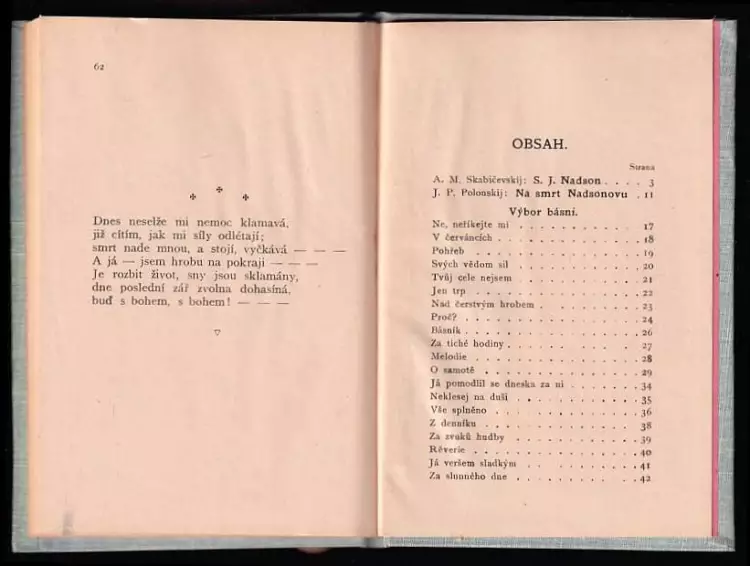 62
Dnes neselže mi nemoc klamavá,
již cítím, jak mi síly odlétají;
smrt nade mnou, a stojí, vyčkává — — —
A já — jsem hrobu na pokraji — — —
Je rozbit život, sny jsou sklamány,
dne poslední zář zvolna dohasíná,
buď s bohem, s bohem! — — —
OBSAH.
Strana
A. M. Skabičevskij: S. J. Nadson . . . . 3
J. P. Polonskij: Na smrt Nadsonovu . 11
Výbor básní.
Ne, neříkejte mi . . . . . . . . . . 17
V červáncích . . . . . . . . . . . 18
Pohřeb . . . . . . . . . . . . . 19
Svých vědom sil . . . . . . . . . . 20
Tvůj cele nejsem . . . . . . . . . . 21
Jen trp . . . . . . . . . . . . . 22
Nad čerstvým hrobem . . . . . . . . 23
Proč? . . . . . . . . . . . . . . 24
Básník . . . . . . . . . . . . . . 26
Za tiché hodiny . . . . . . . . . . 27
Melodie . . . . . . . . . . . . . 28
O samotě . . . . . . . . . . . . 29
Já pomodlil se dneska za ni . . . . . . 34
Neklesej na duši . . . . . . . . . . 35
Vše splněno . . . . . . . . . . . 36
Z denníku . . . . . . . . . . . . 38
Za zvuků hudby . . . . . . . . . . 39
Rêverie . . . . . . . . . . . . . 40
Já veršem sladkým . . . . . . . . . 41
Za slunného dne . . . . . . . . . . 42